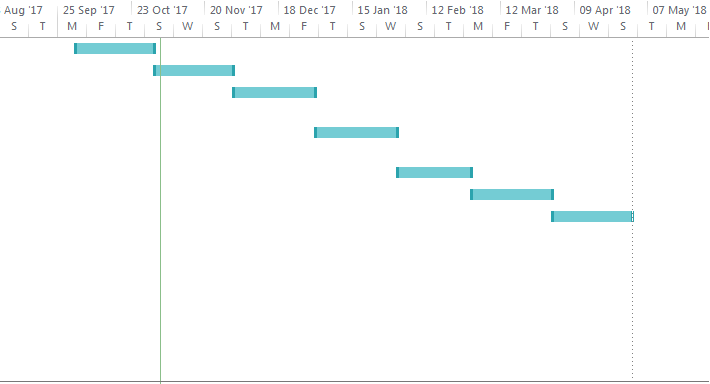 Aug '17 25 Sep '17 23 Oct '17 20 Nov '17 18 Dec '17 15 Jan '18 12 Feb '18 12 Mar '18 09 Apr '18 07 May '18
S T M F T S W S T M F T S W S T M F T S W S T M